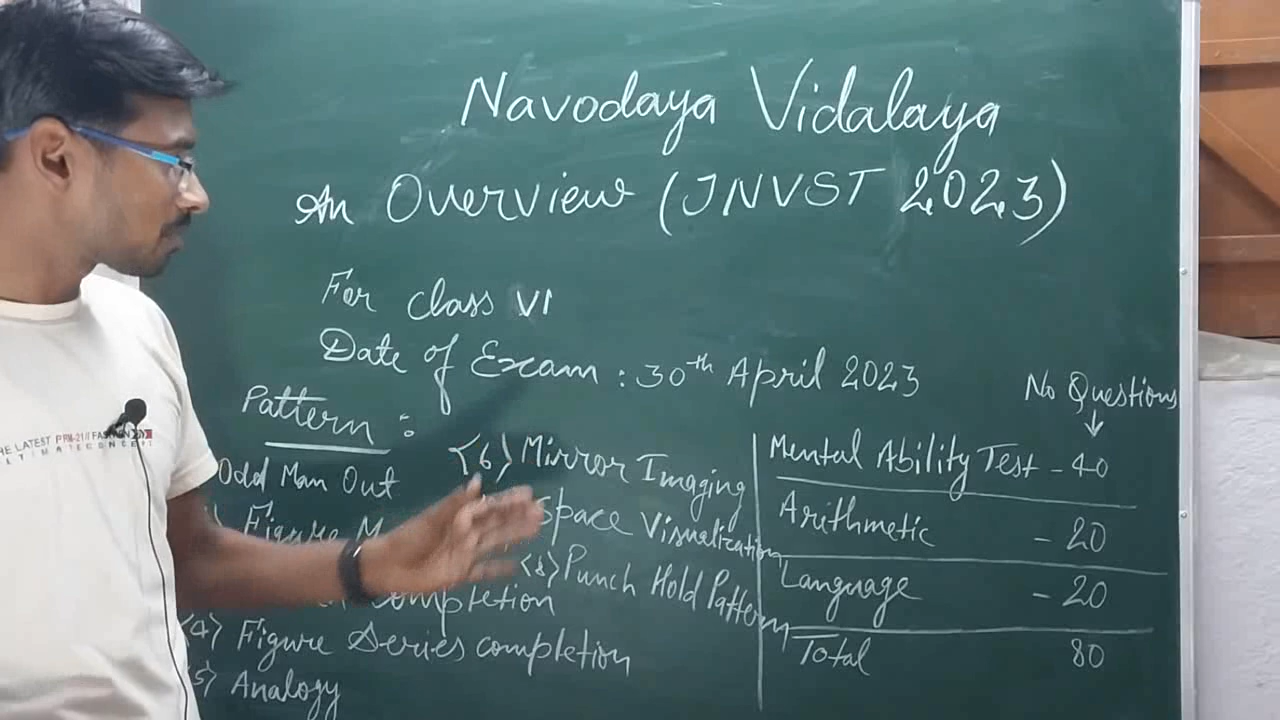 Navodaya Vidalaya
An Overview (JNVST 2023)
For Class VI
Date of Exam : 30th April 2023
Pattern :
Odd Man Out
Figure M
completion
<4> Figure Series completion
<5> Analogy
<6> Mirror Imaging
Space Visualization
<8> Punch Hold Pattern
No Questions
Mental Ability Test - 40
Arithmetic - 20
Language - 20
Total 80